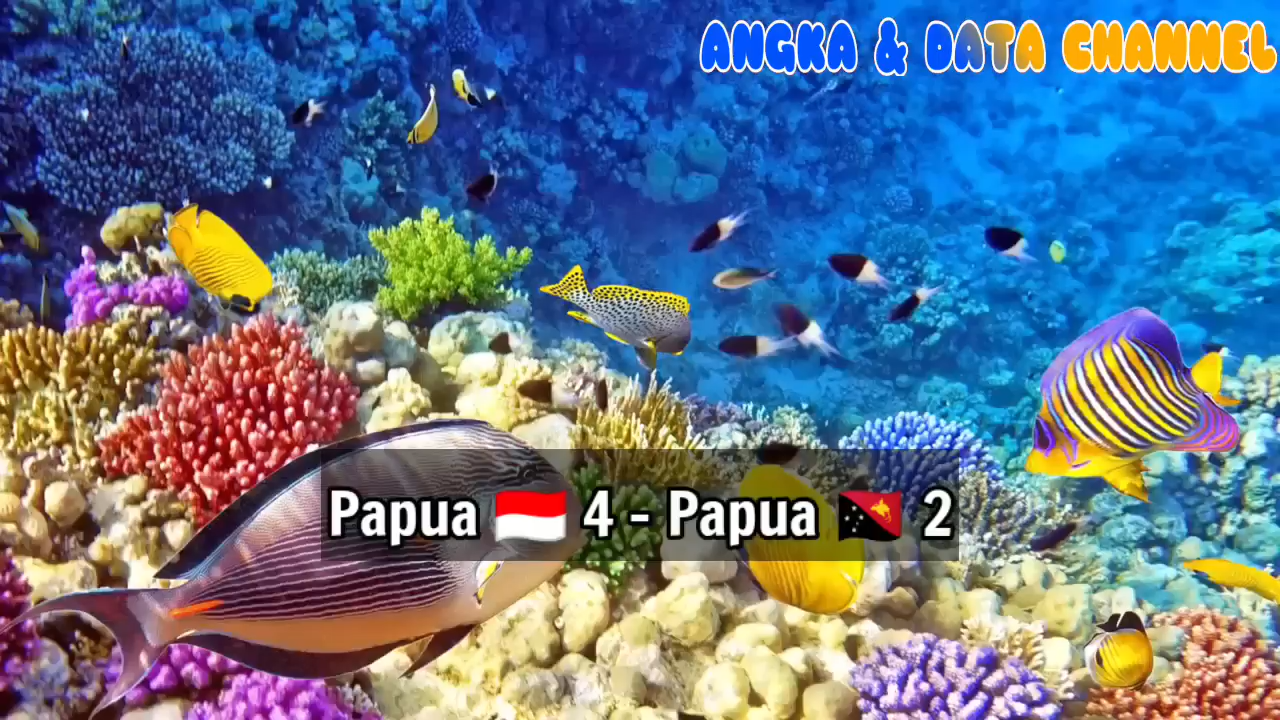 ANGKA & DATA CHANNEL
Papua 🇮🇩 4 - Papua 🇵🇬 2